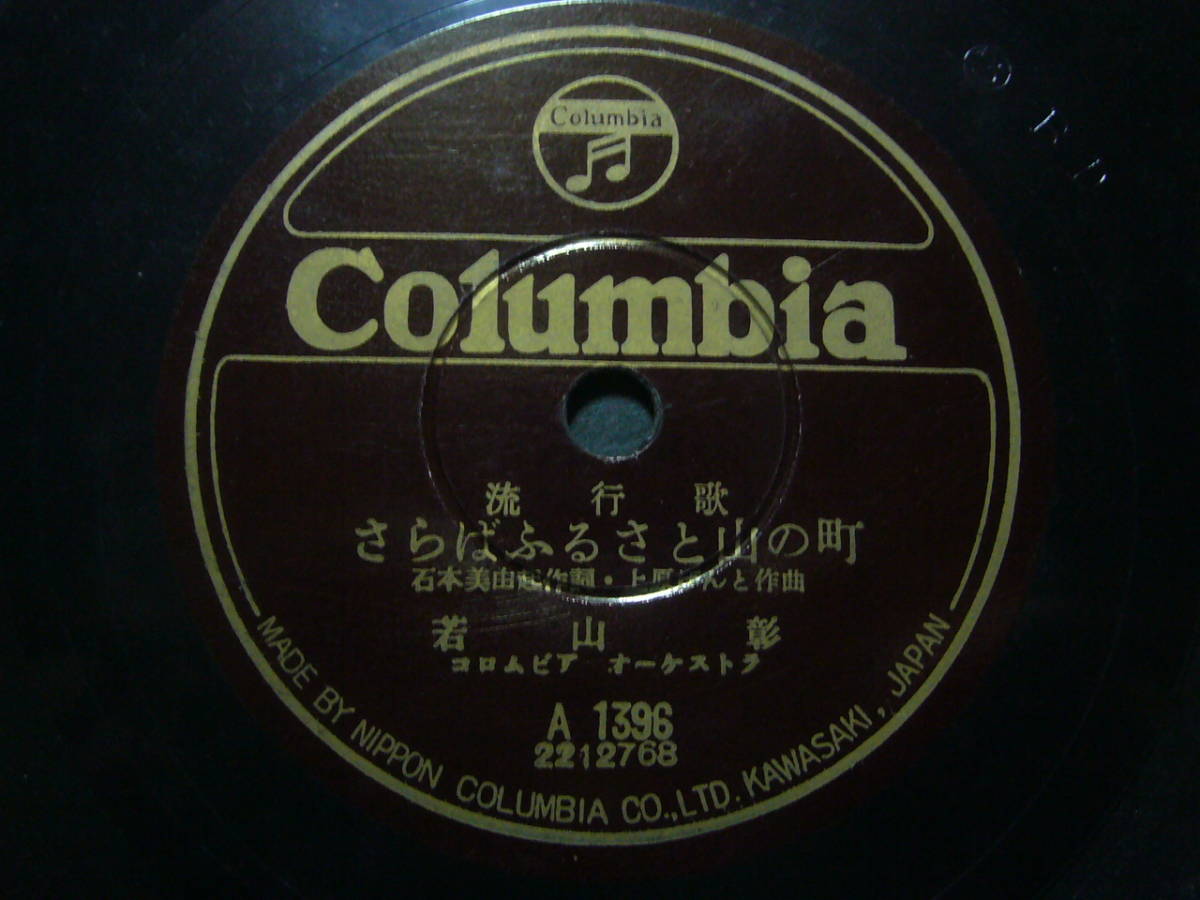 Columbia
Columbia
流行歌
さらばふるさと山の町
石本美由起作詞・上原げんと作曲
若山彰
コロムビア オーケストラ
A 1396
2212768
MADE BY NIPPON COLUMBIA CO., LTD. KAWASAKI, JAPAN